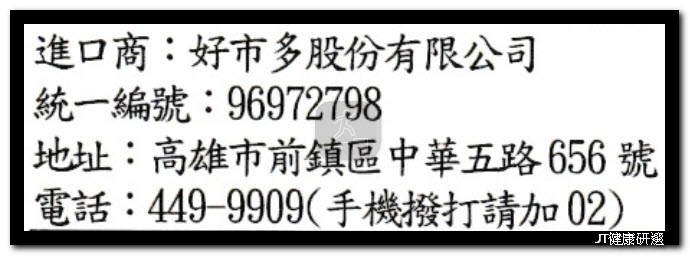 進口商：好市多股份有限公司
統一編號：96972798
地址：高雄市前鎮區中華五路656號
電話：449-9909(手機撥打請加02)
JT健康研選